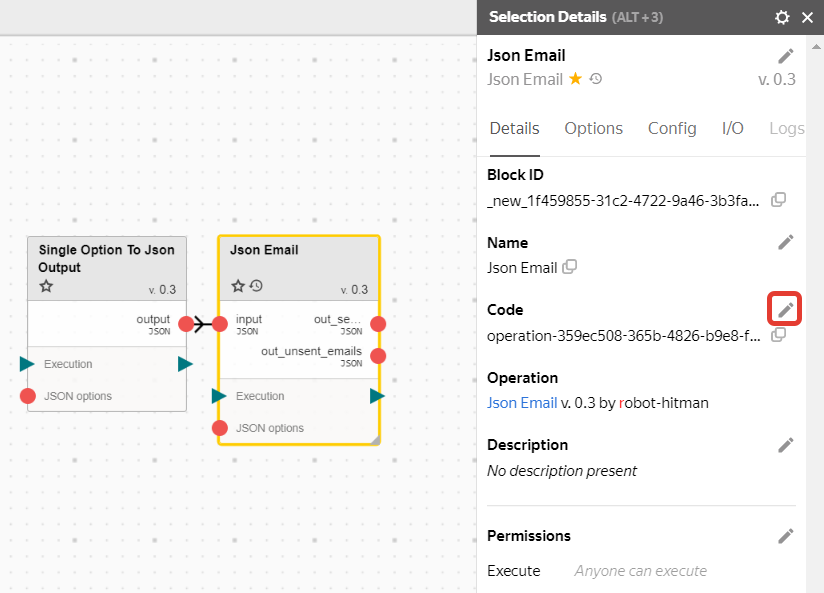 Selection Details (ALT+3)
Json Email
Json Email
v. 0.3
Details Options Config I/O Logs
Block ID
_new_1f459855-31c2-4722-9a46-3b3fa...
Name
Json Email
Code
operation-359ec508-365b-4826-b9e8-f...
Operation
Json Email v. 0.3 by robot-hitman
Description
No description present
Permissions
Execute Anyone can execute
Single Option To Json
Output
v. 0.3
output
JSON
Execution
JSON options
Json Email
v. 0.3
input
JSON
out_se...
JSON
out_unsent_emails
JSON
Execution
JSON options